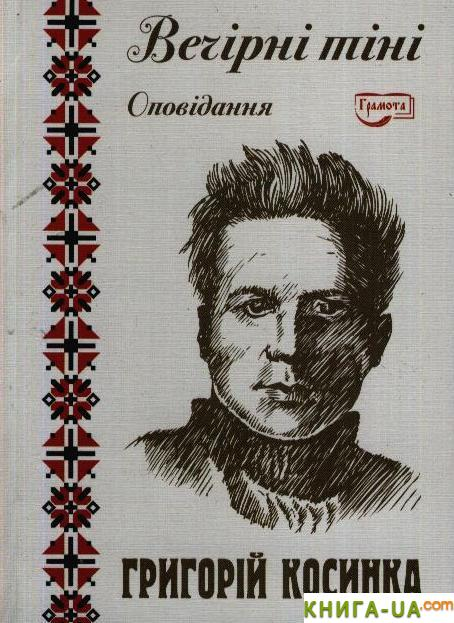 Вечірні тіні
Оповідання
Грамота
ГРИГОРІЙ КОСИНКА
КНИГА-UA.com